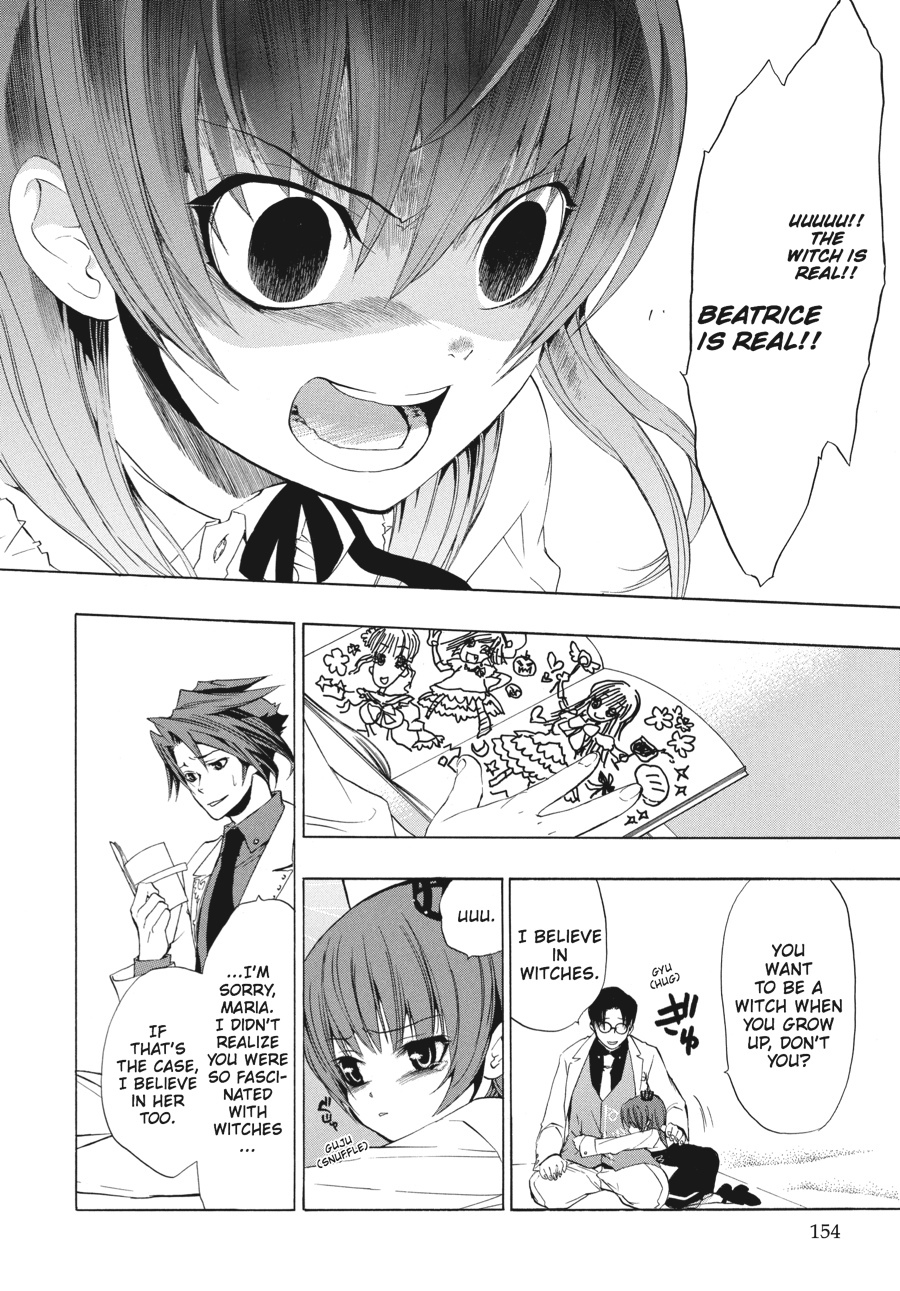 UUUUU!!
THE
WITCH IS
REAL!!
BEATRICE
IS REAL!!
YOU
WANT
TO BE A
WITCH WHEN
YOU GROW
UP, DON'T
YOU?
GYU
(HUG)
ぎゅ
I BELIEVE
IN
WITCHES.
UUU.
GUJU
(SNUFFLE)
...I'M
SORRY,
MARIA.
I DIDN'T
REALIZE
YOU WERE
SO FASCI-
NATED
WITH
WITCHES
...
IF
THAT'S
THE CASE,
I BELIEVE
IN HER
TOO.
154